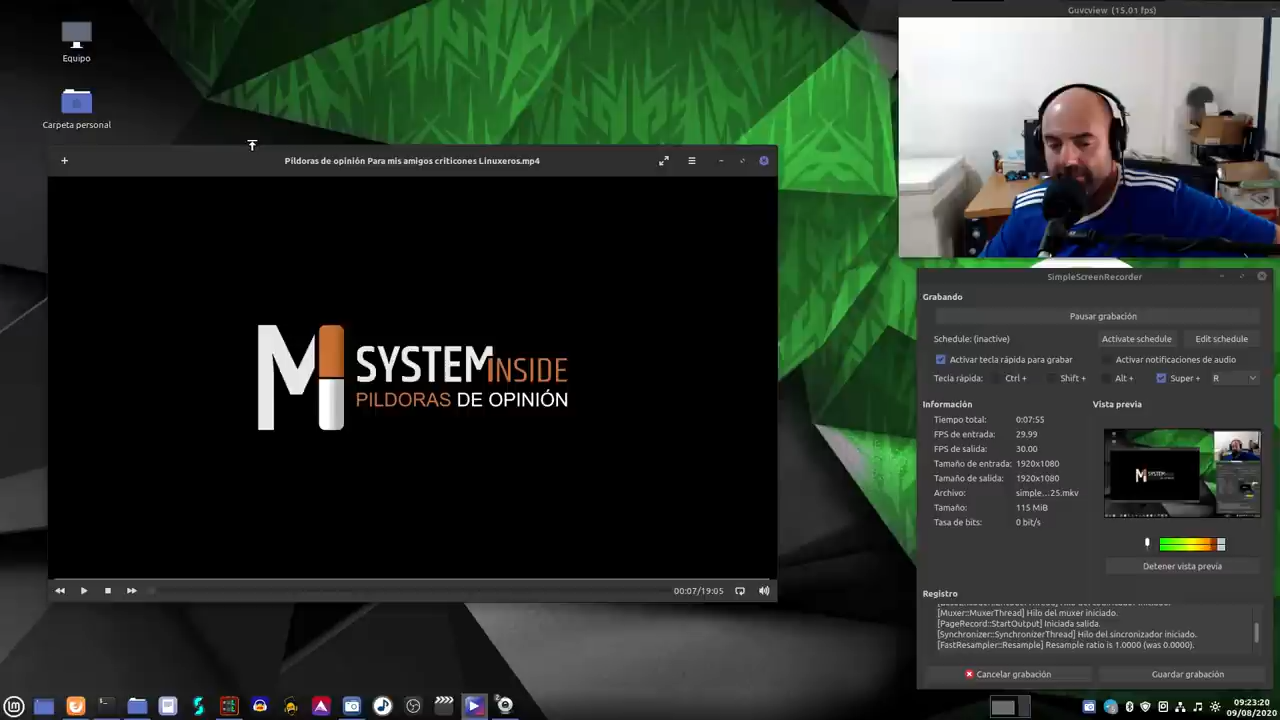 Guvcview (15.01 fps)
Equipo
Carpeta personal
Píldoras de opinión Para mis amigos criticones Linuxeros.mp4
MI SYSTEM INSIDE
PILDORAS DE OPINIÓN
00:07/19:05
SimpleScreenRecorder
Grabando
Pausar grabación
Schedule: (inactive)
Activate schedule
Edit schedule
Activar tecla rápida para grabar
Activar notificaciones de audio
Tecla rápida:
Ctrl +
Shift +
Alt +
Super +
R
Información
Tiempo total: 0:07:55
FPS de entrada: 29.99
FPS de salida: 30.00
Tamaño de entrada: 1920x1080
Tamaño de salida: 1920x1080
Archivo: simple...25.mkv
Tamaño: 115 MiB
Tasa de bits: 0 bit/s
Vista previa
Detener vista previa
Registro
[Muxer::MuxerThread] Hilo del muxer iniciado.
[PageRecord::StartOutput] Iniciada salida.
[Synchronizer::SynchronizerThread] Hilo del sincronizador iniciado.
[FastResampler::Resample] Resample ratio is 1.0000 (was 0.0000).
Cancelar grabación
Guardar grabación
09:23:20
09/08/2020